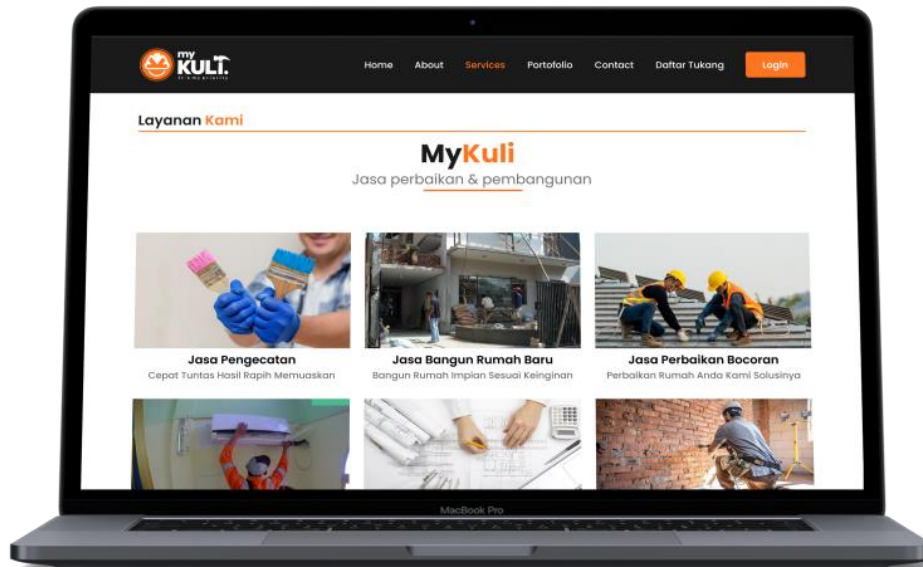 my
KULI.
Home About Services Portofolio Contact Daftar Tukang Login
Layanan Kami
MyKuli
Jasa perbaikan & pembangunan
Jasa Pengecatan Jasa Bangun Rumah Baru Jasa Perbaikan Bocoran
Cepat Tuntas Hasil Rapih Memuaskan Bangun Rumah Impian Sesuai Keinginan Perbaikan Rumah Anda Kami Solusinya
MacBook Pro